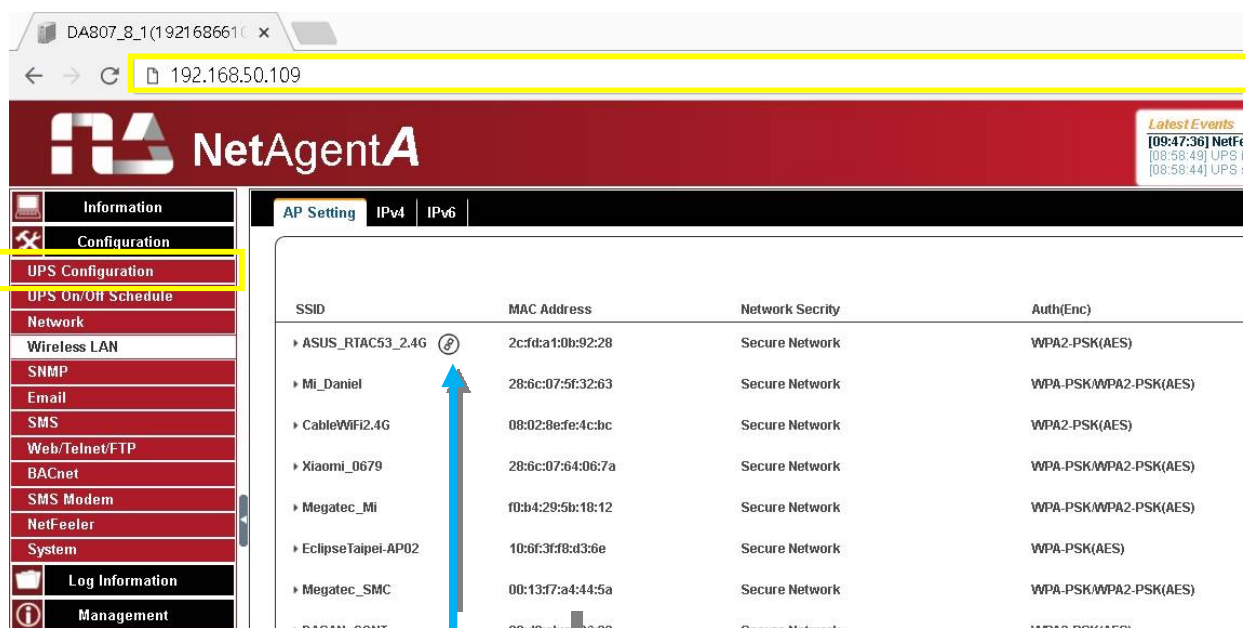 DA807_8_1(1921686610
192.168.50.109
NetAgentA
Latest Events
[09:47:36] NetFe
[08:58:49] UPS
[08:58:44] UPS
Information
AP Setting IPv4 IPv6
Configuration
UPS Configuration
UPS On/Off Schedule
SSID MAC Address Network Secrity Auth(Enc)
Network
Wireless LAN
ASUS_RTAC53_2.4G 2c:fd:a1:0b:92:28 Secure Network WPA2-PSK(AES)
SNMP
Mi_Daniel 28:6c:07:5f:32:63 Secure Network WPA-PSK/WPA2-PSK(AES)
Email
SMS
CableWiFi2.4G 08:02:8e:fe:4c:bc Secure Network WPA2-PSK(AES)
Web/Telnet/FTP
BACnet
Xiaomi_0679 28:6c:07:64:06:7a Secure Network WPA-PSK/WPA2-PSK(AES)
SMS Modem
Megatec_Mi f0:b4:29:5b:18:12 Secure Network WPA-PSK/WPA2-PSK(AES)
NetFeeler
System
EclipseTaipei-AP02 10:6f:3f:f8:d3:6e Secure Network WPA-PSK(AES)
Log Information
Megatec_SMC 00:13:f7:a4:44:5a Secure Network WPA-PSK/WPA2-PSK(AES)
Management